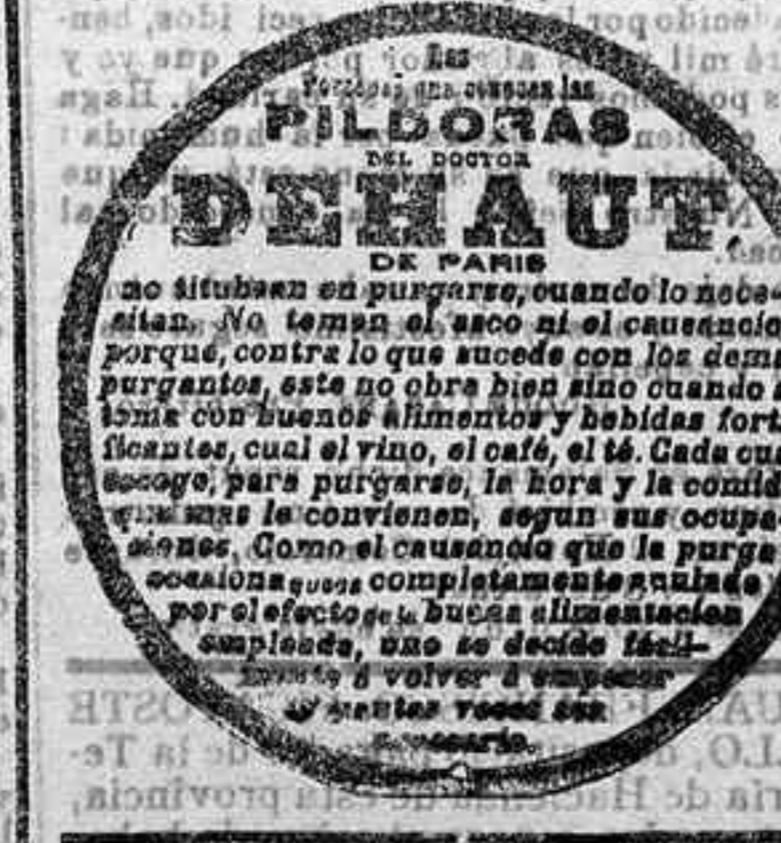 Las
Personas que conocen las
PILDORAS
DEL DOCTOR
DEHAUT
DE PARIS
no titubean en purgarse, cuando lo nece-
sitan. No temen el asco ni el causancio
porque, contra lo que sucede con los dema
purgantes, este no obra bien sino cuando
toma con buenos alimentos y bebidas fort
ficantes, cual el vino, el café, el té. Cada cua
escoge, para purgarse, la hora y la comid
que mas le convienen, segun sus ocupa
ciones. Como el causancio que la purga
ocasiona queda completamente anulado
por el efecto de la buena alimentacion
empleada, uno se decide fácil-
mente á volver á empezar
cuantas veces sea
necesario.